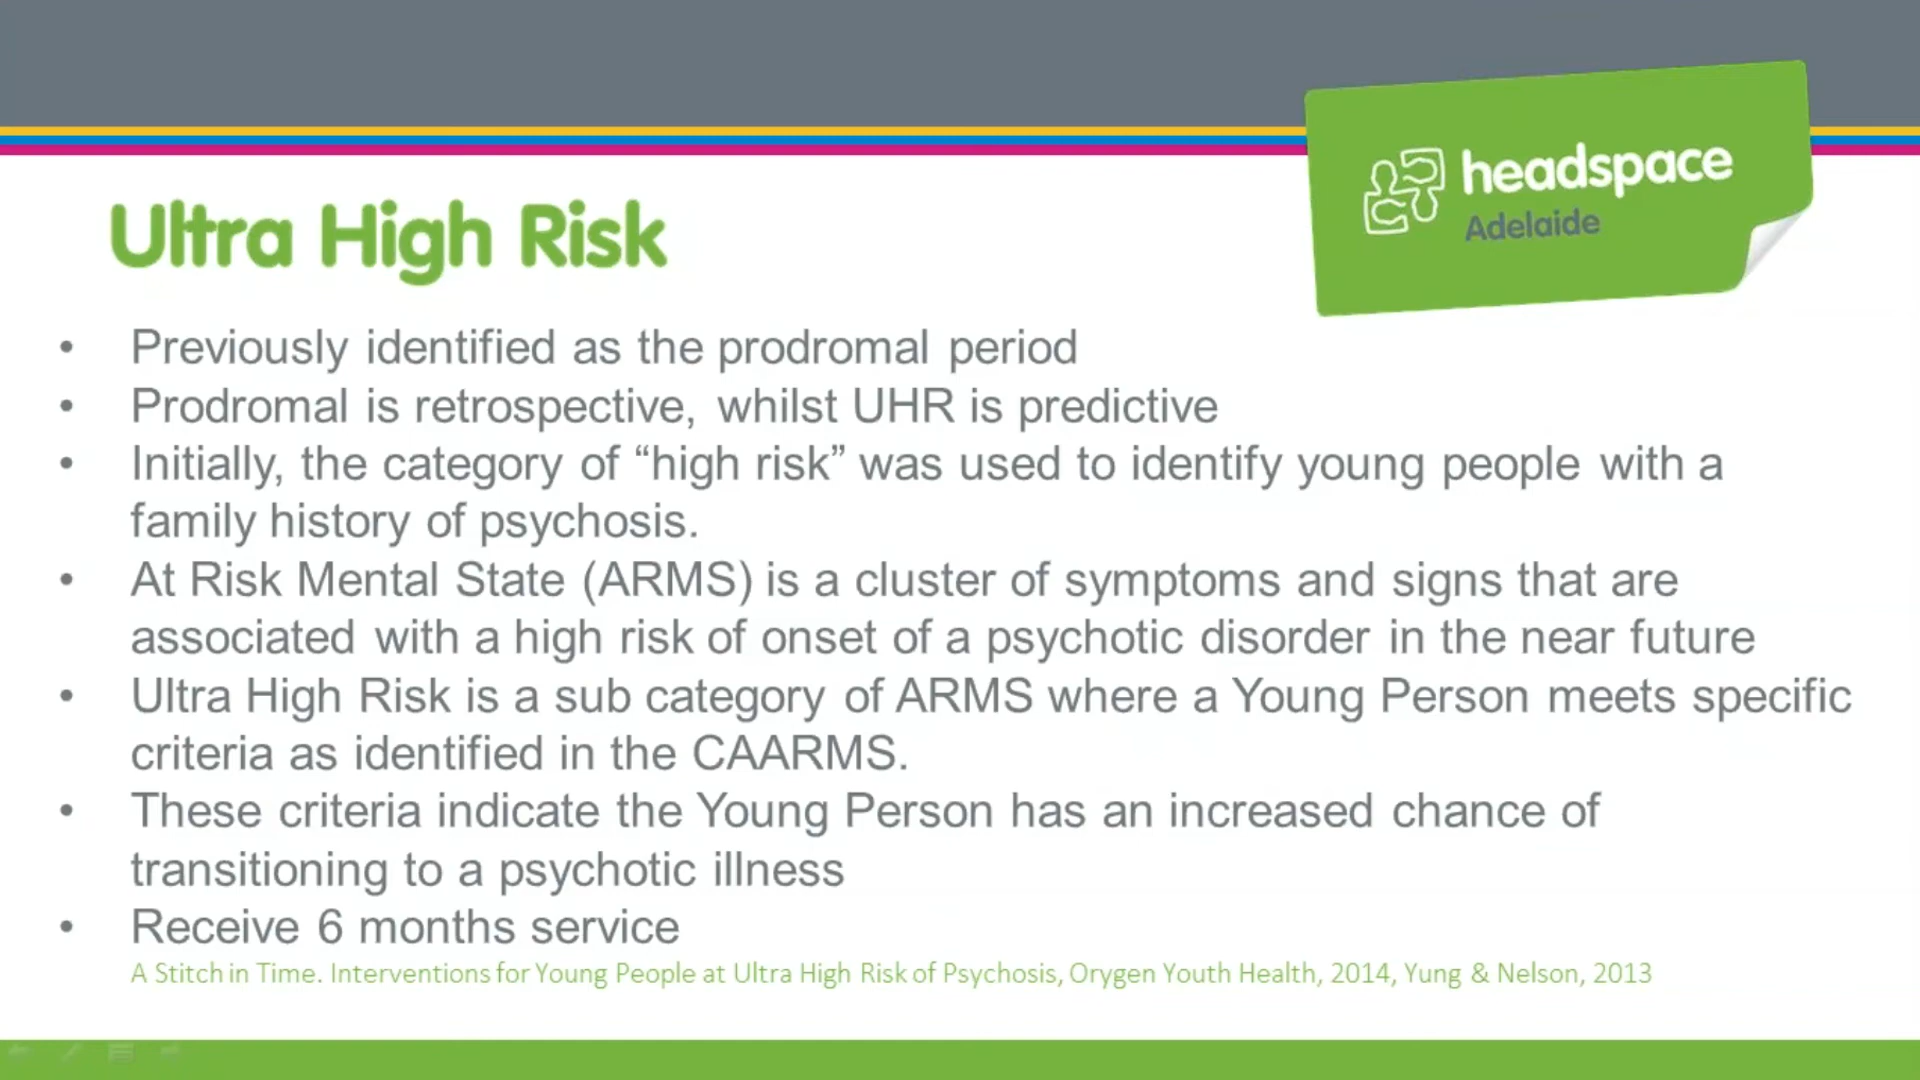 headspace
Adelaide
Ultra High Risk
• Previously identified as the prodromal period
• Prodromal is retrospective, whilst UHR is predictive
• Initially, the category of “high risk” was used to identify young people with a
family history of psychosis.
• At Risk Mental State (ARMS) is a cluster of symptoms and signs that are
associated with a high risk of onset of a psychotic disorder in the near future
• Ultra High Risk is a sub category of ARMS where a Young Person meets specific
criteria as identified in the CAARMS.
• These criteria indicate the Young Person has an increased chance of
transitioning to a psychotic illness
• Receive 6 months service
A Stitch in Time. Interventions for Young People at Ultra High Risk of Psychosis, Orygen Youth Health, 2014, Yung & Nelson, 2013